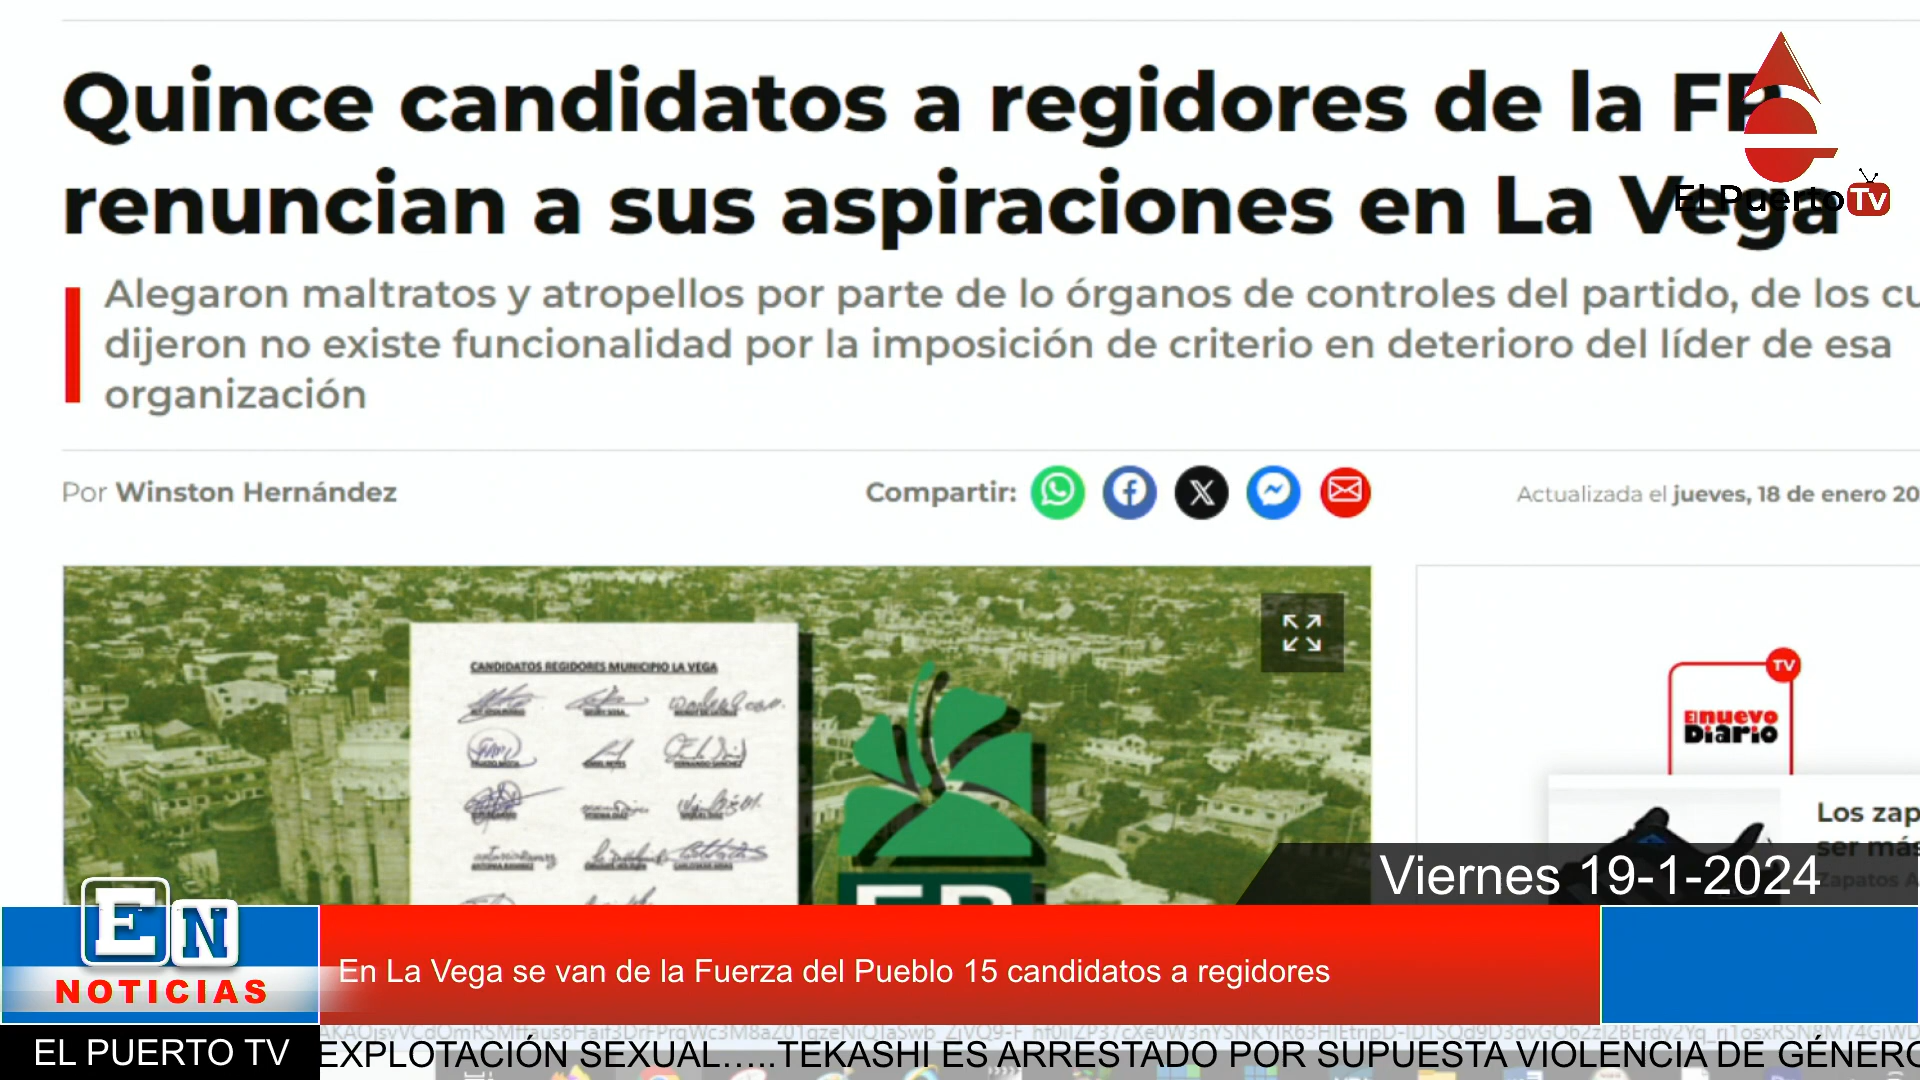 Quince candidatos a regidores de la FP
renuncian a sus aspiraciones en La Vega
El Puerto Tv
Alegaron maltratos y atropellos por parte de lo órganos de controles del partido, de los cu
dijeron no existe funcionalidad por la imposición de criterio en deterioro del líder de esa
organización
Por Winston Hernández
Compartir:
Actualizada el jueves, 18 de enero 20
CANDIDATOS REGIDORES MUNICIPIO LA VEGA
TV
El nuevo
Diario
Los zap
ser más
Zapatos A
FP
Viernes 19-1-2024
EN
NOTICIAS
En La Vega se van de la Fuerza del Pueblo 15 candidatos a regidores
EL PUERTO TV
EXPLOTACIÓN SEXUAL.....TEKASHI ES ARRESTADO POR SUPUESTA VIOLENCIA DE GÉNERO